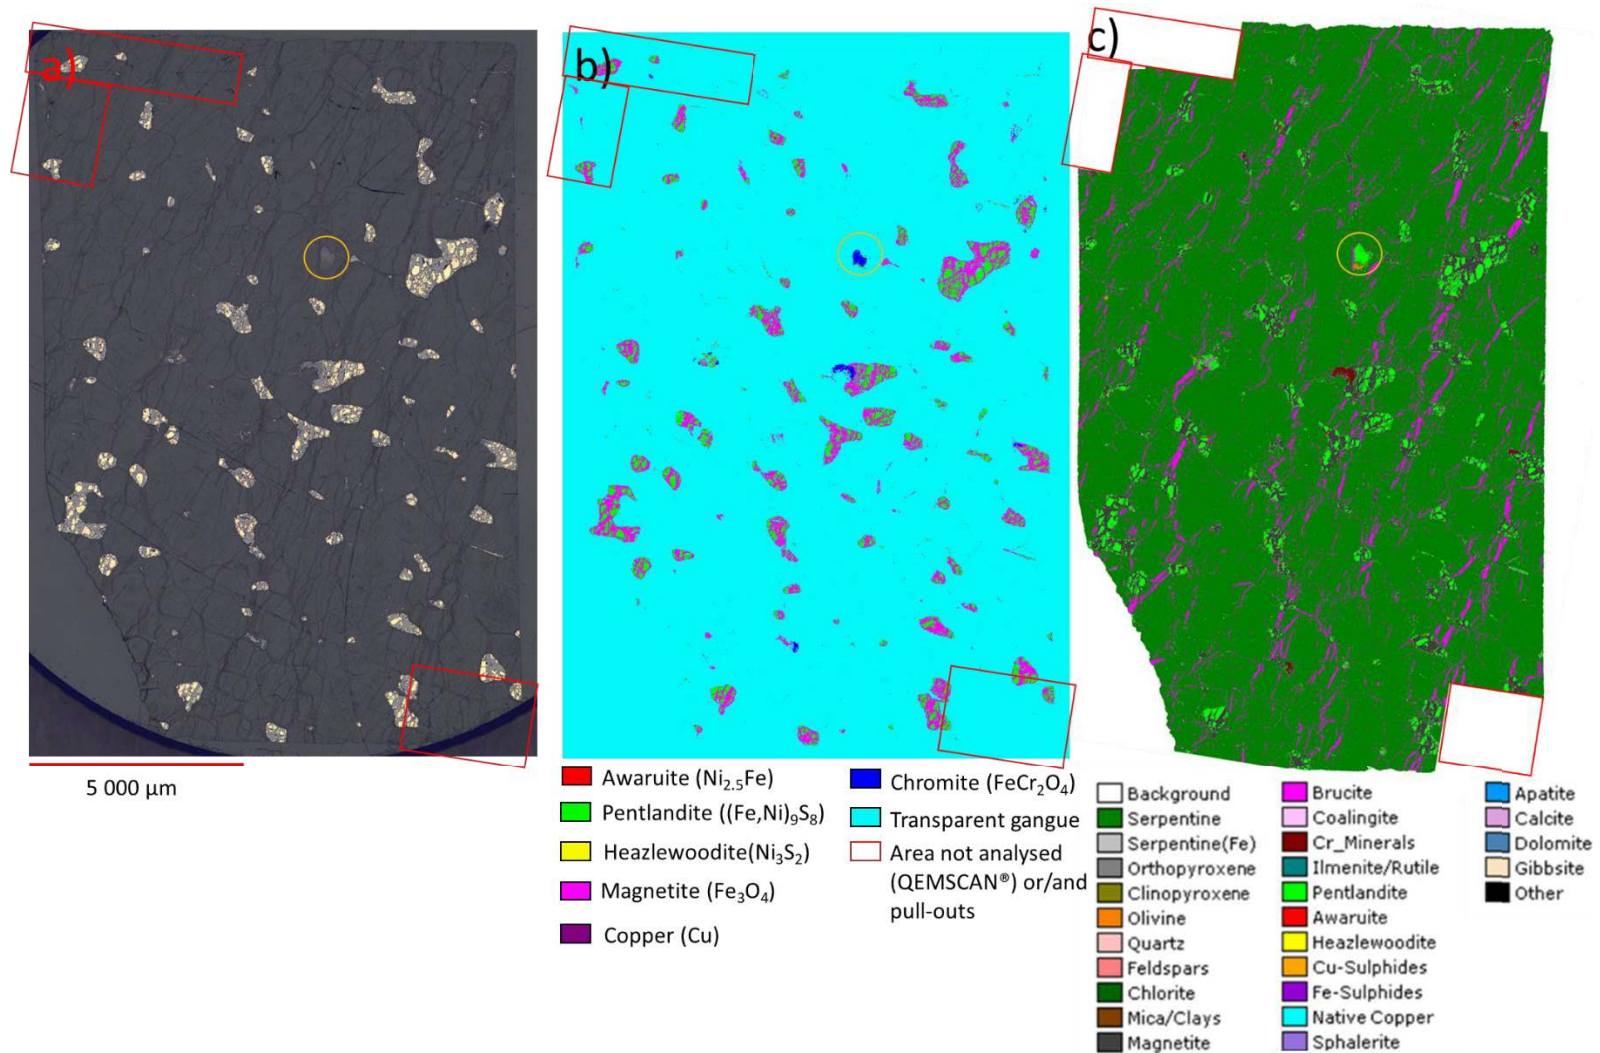 a)
b)
c)
5 000 µm
Awaruite (Ni2.5Fe)
Pentlandite ((Fe,Ni)9S8)
Heazlewoodite(Ni3S2)
Magnetite (Fe3O4)
Copper (Cu)
Chromite (FeCr2O4)
Transparent gangue
Area not analysed
(QEMSCAN®) or/and
pull-outs
Background
Serpentine
Serpentine(Fe)
Orthopyroxene
Clinopyroxene
Olivine
Quartz
Feldspars
Chlorite
Mica/Clays
Magnetite
Brucite
Coalingite
Cr_Minerals
Ilmenite/Rutile
Pentlandite
Awaruite
Heazlewoodite
Cu-Sulphides
Fe-Sulphides
Native Copper
Sphalerite
Apatite
Calcite
Dolomite
Gibbsite
Other